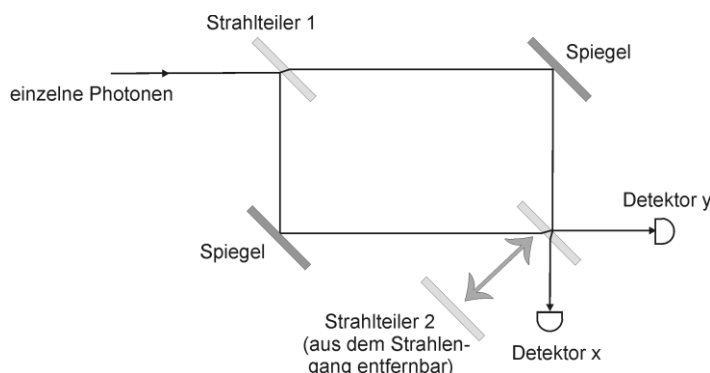 Strahlteiler 1
Spiegel
einzelne Photonen
Detektor y
Spiegel
Strahlteiler 2
(aus dem Strahlen-
gang entfernbar)
Detektor x